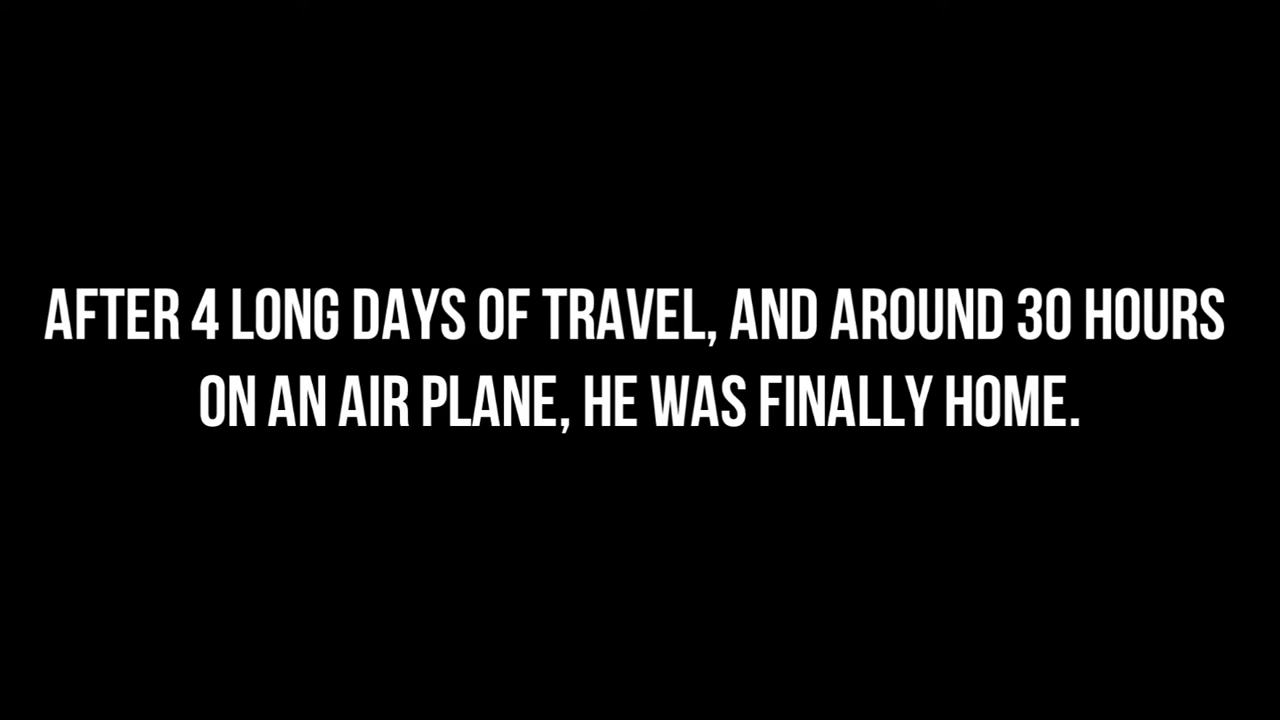 AFTER 4 LONG DAYS OF TRAVEL, AND AROUND 30 HOURS
ON AN AIR PLANE, HE WAS FINALLY HOME.